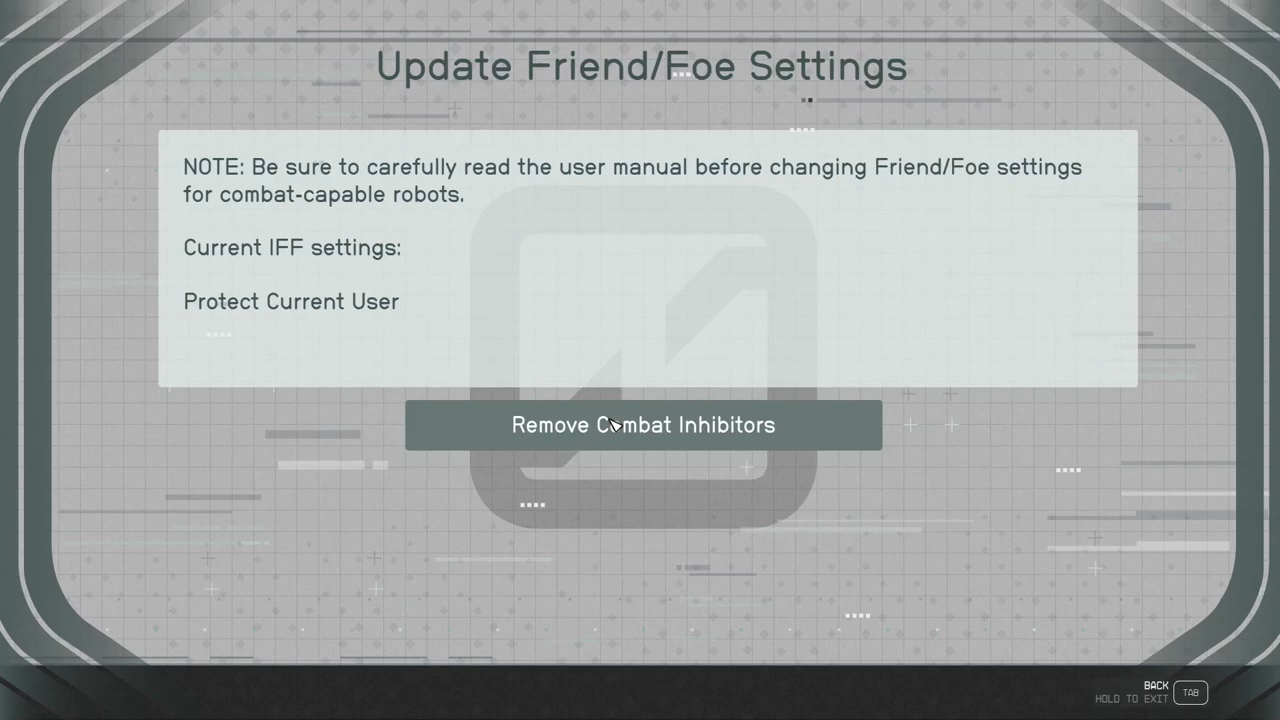 Update Friend/Foe Settings
NOTE: Be sure to carefully read the user manual before changing Friend/Foe settings
for combat-capable robots.
Current IFF settings:
Protect Current User
Remove Combat Inhibitors
BACK
HOLD TO EXIT
TAB